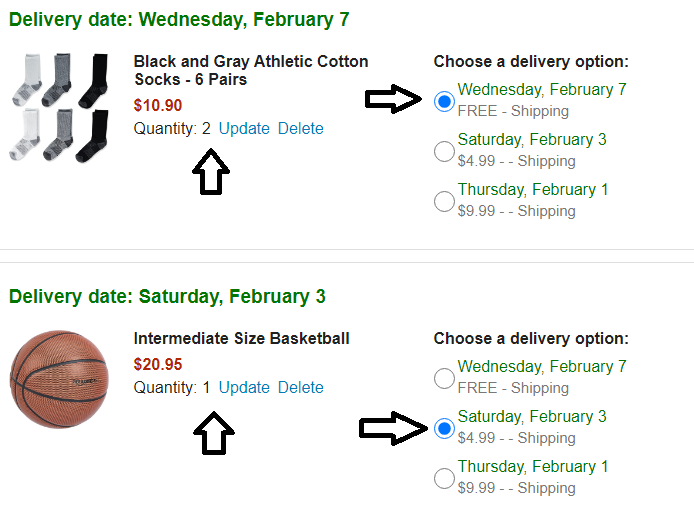 Delivery date: Wednesday, February 7
Black and Gray Athletic Cotton
Socks - 6 Pairs
$10.90
Quantity: 2 Update Delete
Choose a delivery option:
Wednesday, February 7
FREE - Shipping
Saturday, February 3
$4.99 - - Shipping
Thursday, February 1
$9.99 - - Shipping
Delivery date: Saturday, February 3
Intermediate Size Basketball
$20.95
Quantity: 1 Update Delete
Choose a delivery option:
Wednesday, February 7
FREE - Shipping
Saturday, February 3
$4.99 - - Shipping
Thursday, February 1
$9.99 - - Shipping